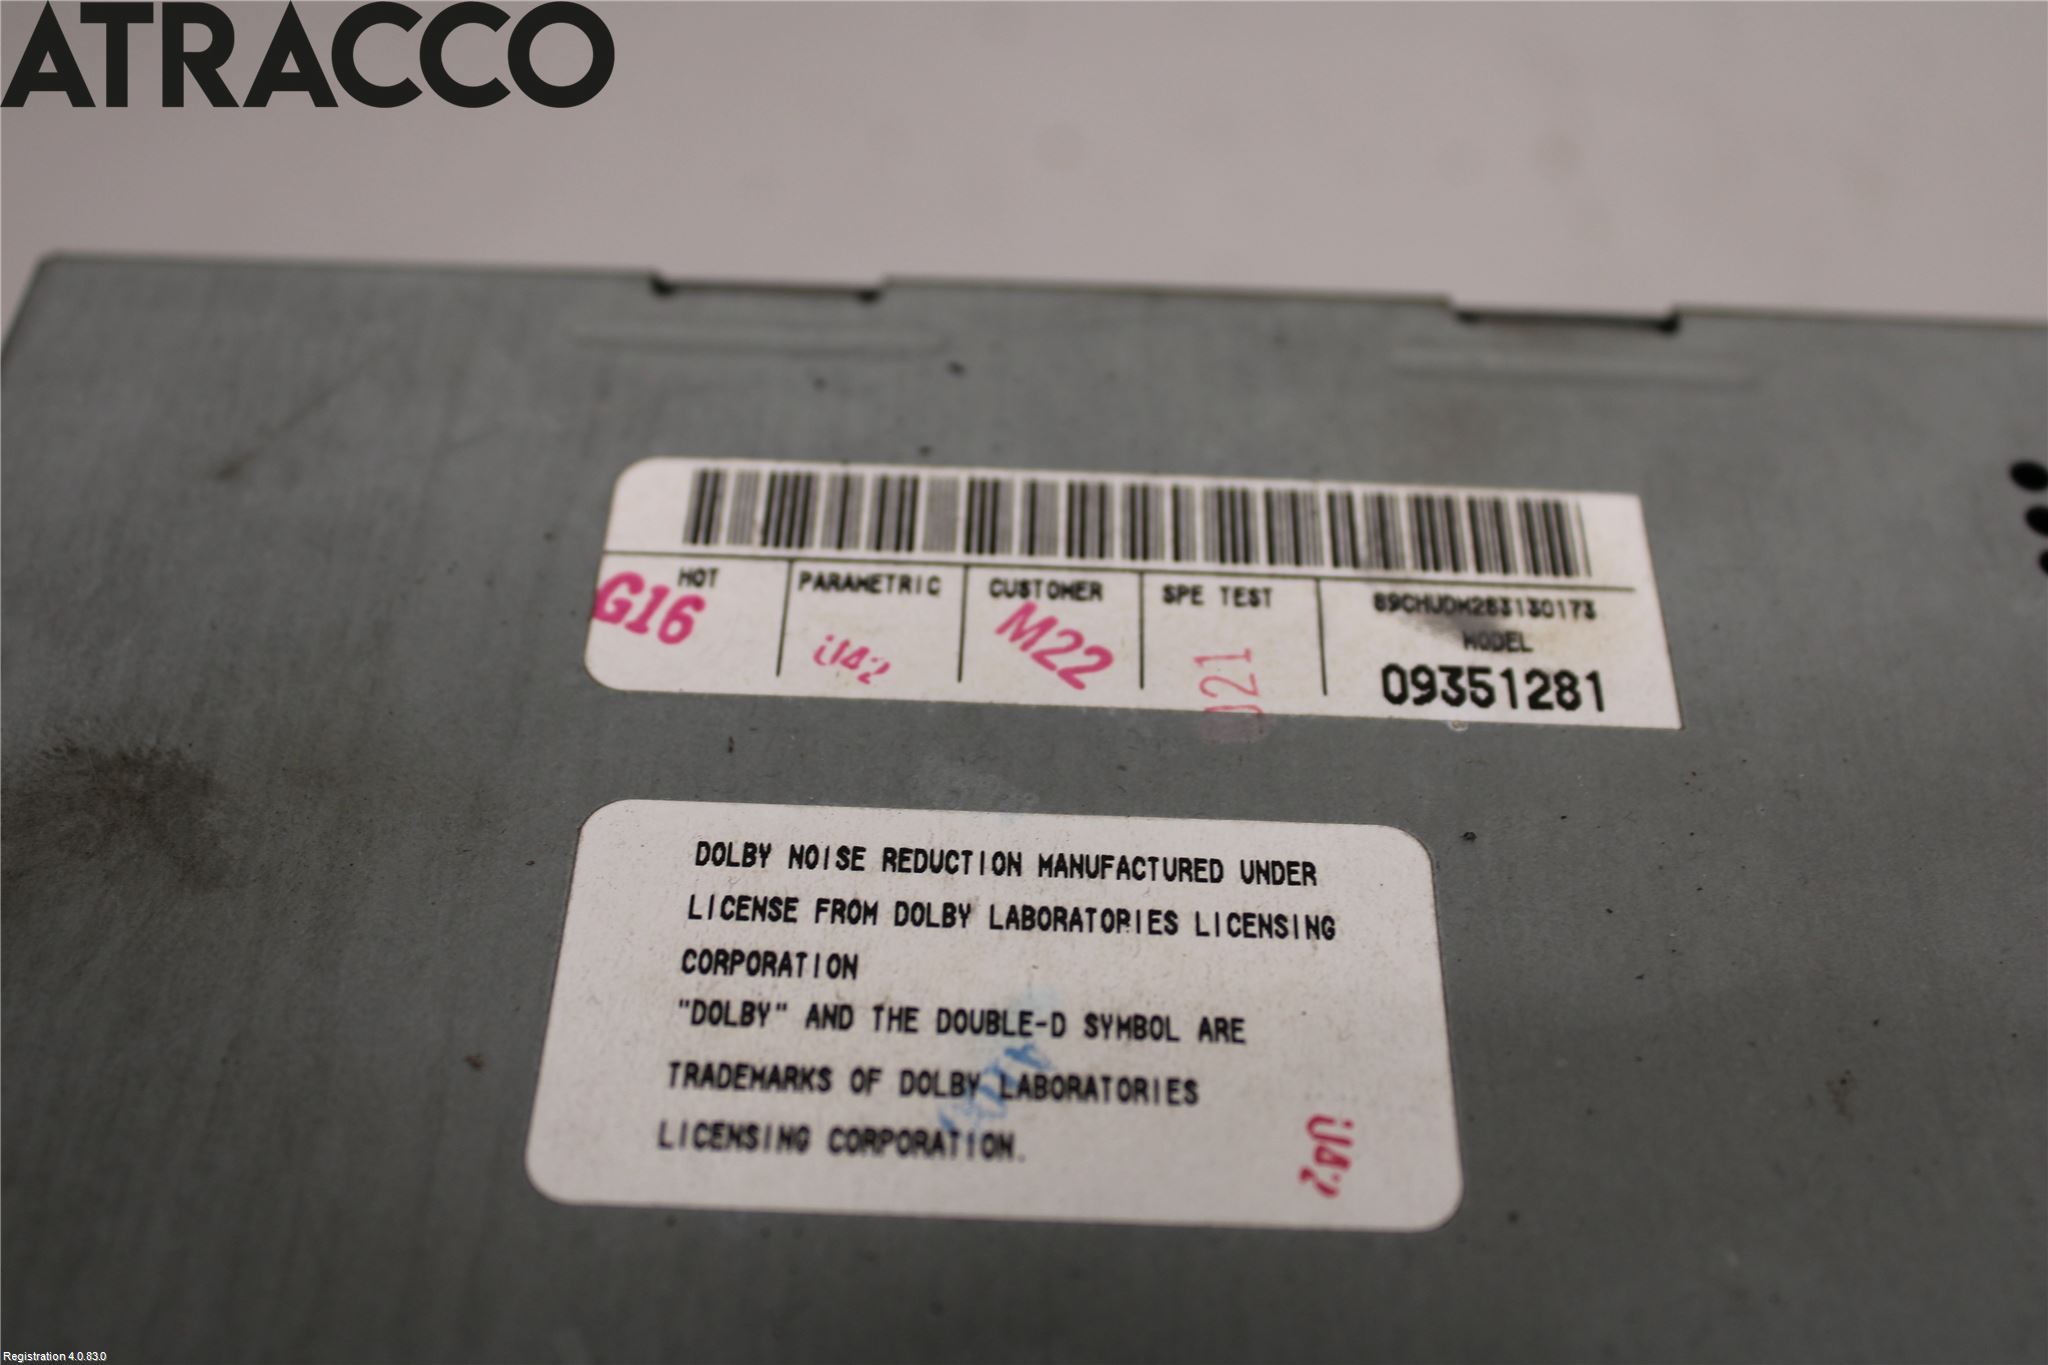 ATRACCO
HOT PARAMETRIC CUSTOMER SPE TEST
G16 M22 021
MODEL
09351281
DOLBY NOISE REDUCTION MANUFACTURED UNDER
LICENSE FROM DOLBY LABORATORIES LICENSING
CORPORATION
"DOLBY" AND THE DOUBLE-D SYMBOL ARE
TRADEMARKS OF DOLBY LABORATORIES
LICENSING CORPORATION.
Registration 4.0.83.0